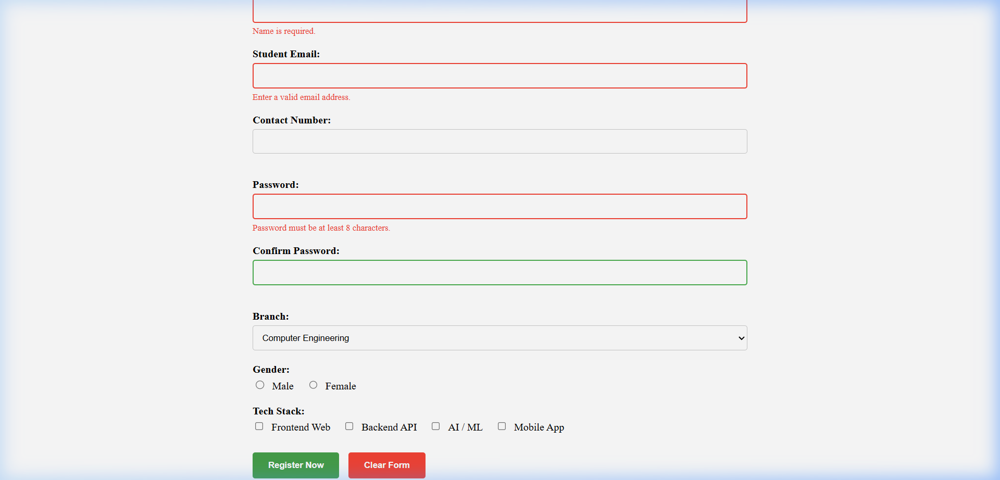 Name is required.
Student Email:
Enter a valid email address.
Contact Number:
Password:
Password must be at least 8 characters.
Confirm Password:
Branch:
Computer Engineering
Gender:
Male Female
Tech Stack:
Frontend Web Backend API AI / ML Mobile App
Register Now Clear Form